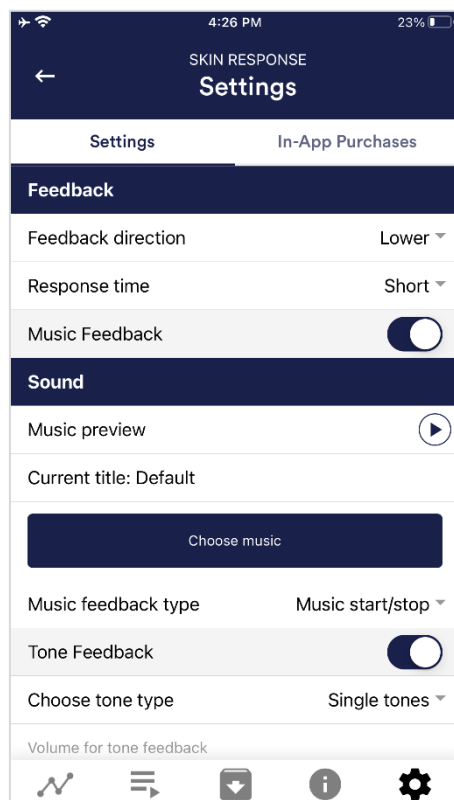 4:26 PM 23%
SKIN RESPONSE
Settings
Settings In-App Purchases
Feedback
Feedback direction Lower
Response time Short
Music Feedback
Sound
Music preview
Current title: Default
Choose music
Music feedback type Music start/stop
Tone Feedback
Choose tone type Single tones
Volume for tone feedback